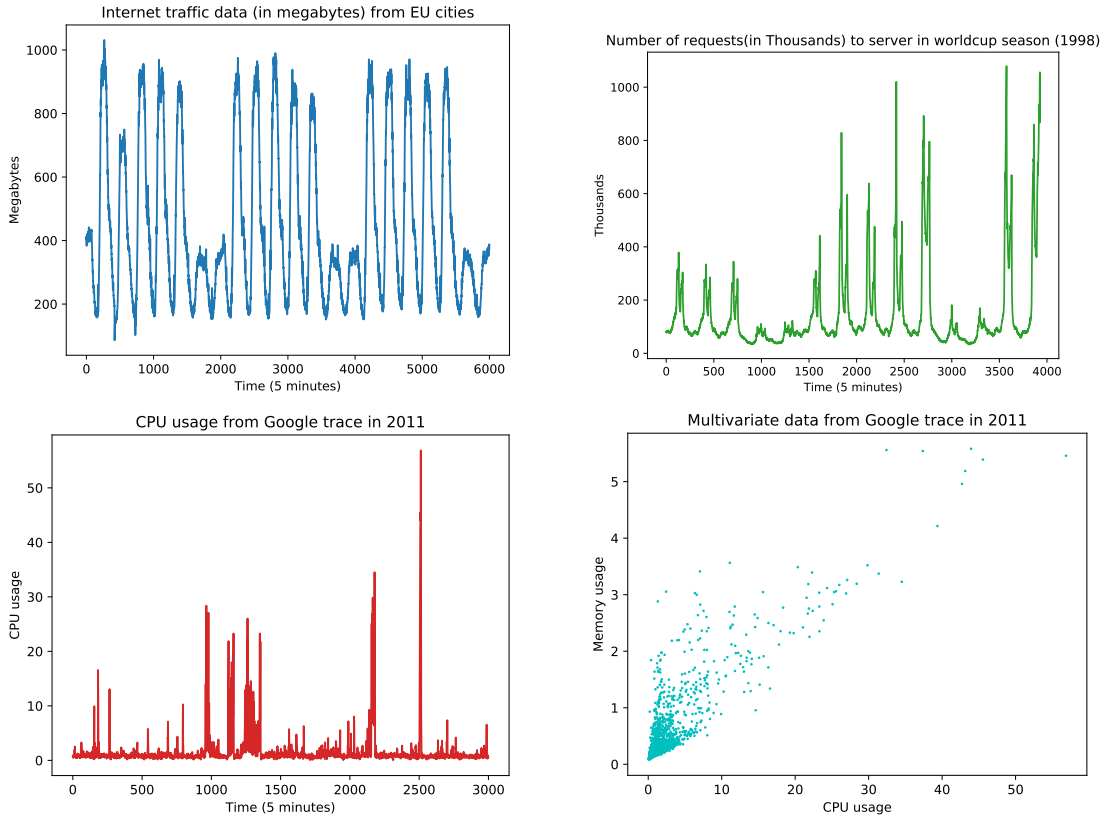 Internet traffic data (in megabytes) from EU cities
Megabytes
1000
800
600
400
200
0 1000 2000 3000 4000 5000 6000
Time (5 minutes)
Number of requests(in Thousands) to server in worldcup season (1998)
Thousands
1000
800
600
400
200
0
0 500 1000 1500 2000 2500 3000 3500 4000
Time (5 minutes)
CPU usage from Google trace in 2011
CPU usage
50
40
30
20
10
0
0 500 1000 1500 2000 2500 3000
Time (5 minutes)
Multivariate data from Google trace in 2011
Memory usage
5
4
3
2
1
0
0 10 20 30 40 50
CPU usage